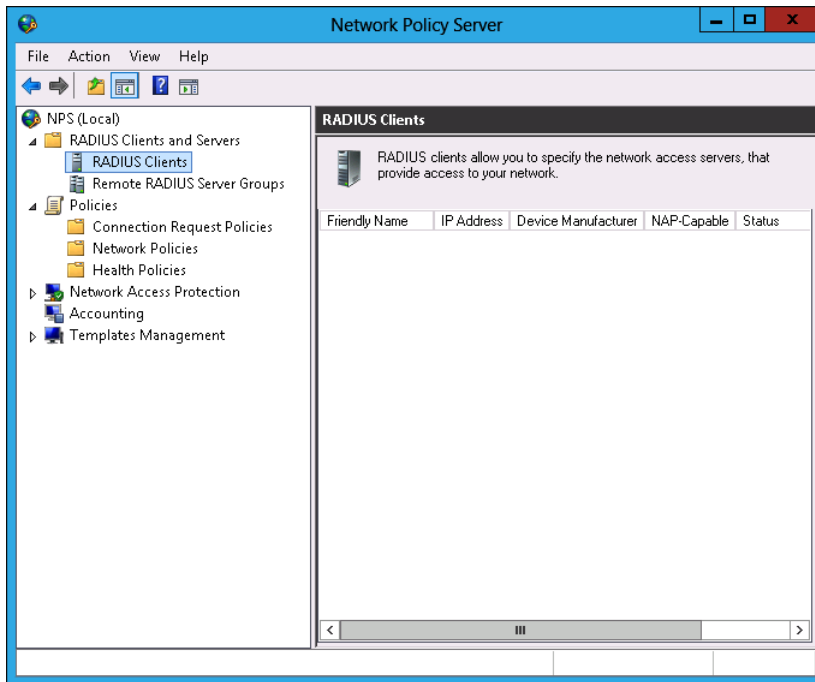 Network Policy Server
File Action View Help
NPS (Local)
RADIUS Clients and Servers
RADIUS Clients
Remote RADIUS Server Groups
Policies
Connection Request Policies
Network Policies
Health Policies
Network Access Protection
Accounting
Templates Management
RADIUS Clients
RADIUS clients allow you to specify the network access servers, that
provide access to your network.
Friendly Name IP Address Device Manufacturer NAP-Capable Status